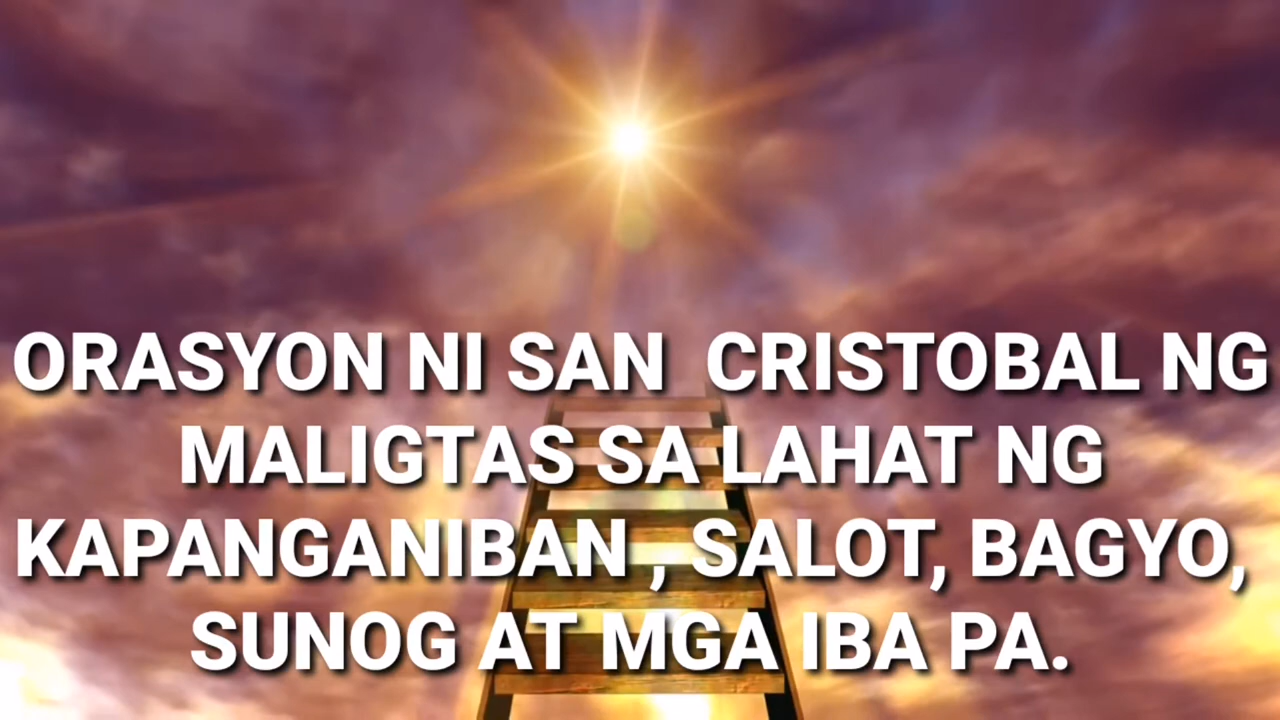 ORASYON NI SAN  CRISTOBAL NG
MALIGTAS SA LAHAT NG
KAPANGANIBAN , SALOT, BAGYO,
SUNOG AT MGA IBA PA.